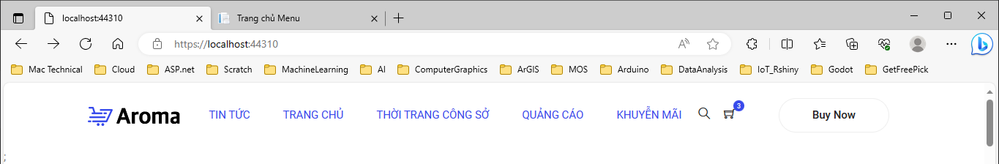 localhost:44310 Trang chủ Menu
https://localhost:44310
Mac Technical Cloud ASP.net Scratch MachineLearning AI ComputerGraphics ArGIS MOS Arduino DataAnalysis IoT_Rshiny Godot GetFreePick
Aroma TIN TỨC TRANG CHỦ THỜI TRANG CÔNG SỞ QUẢNG CÁO KHUYỄN MÃI 3 Buy Now
;